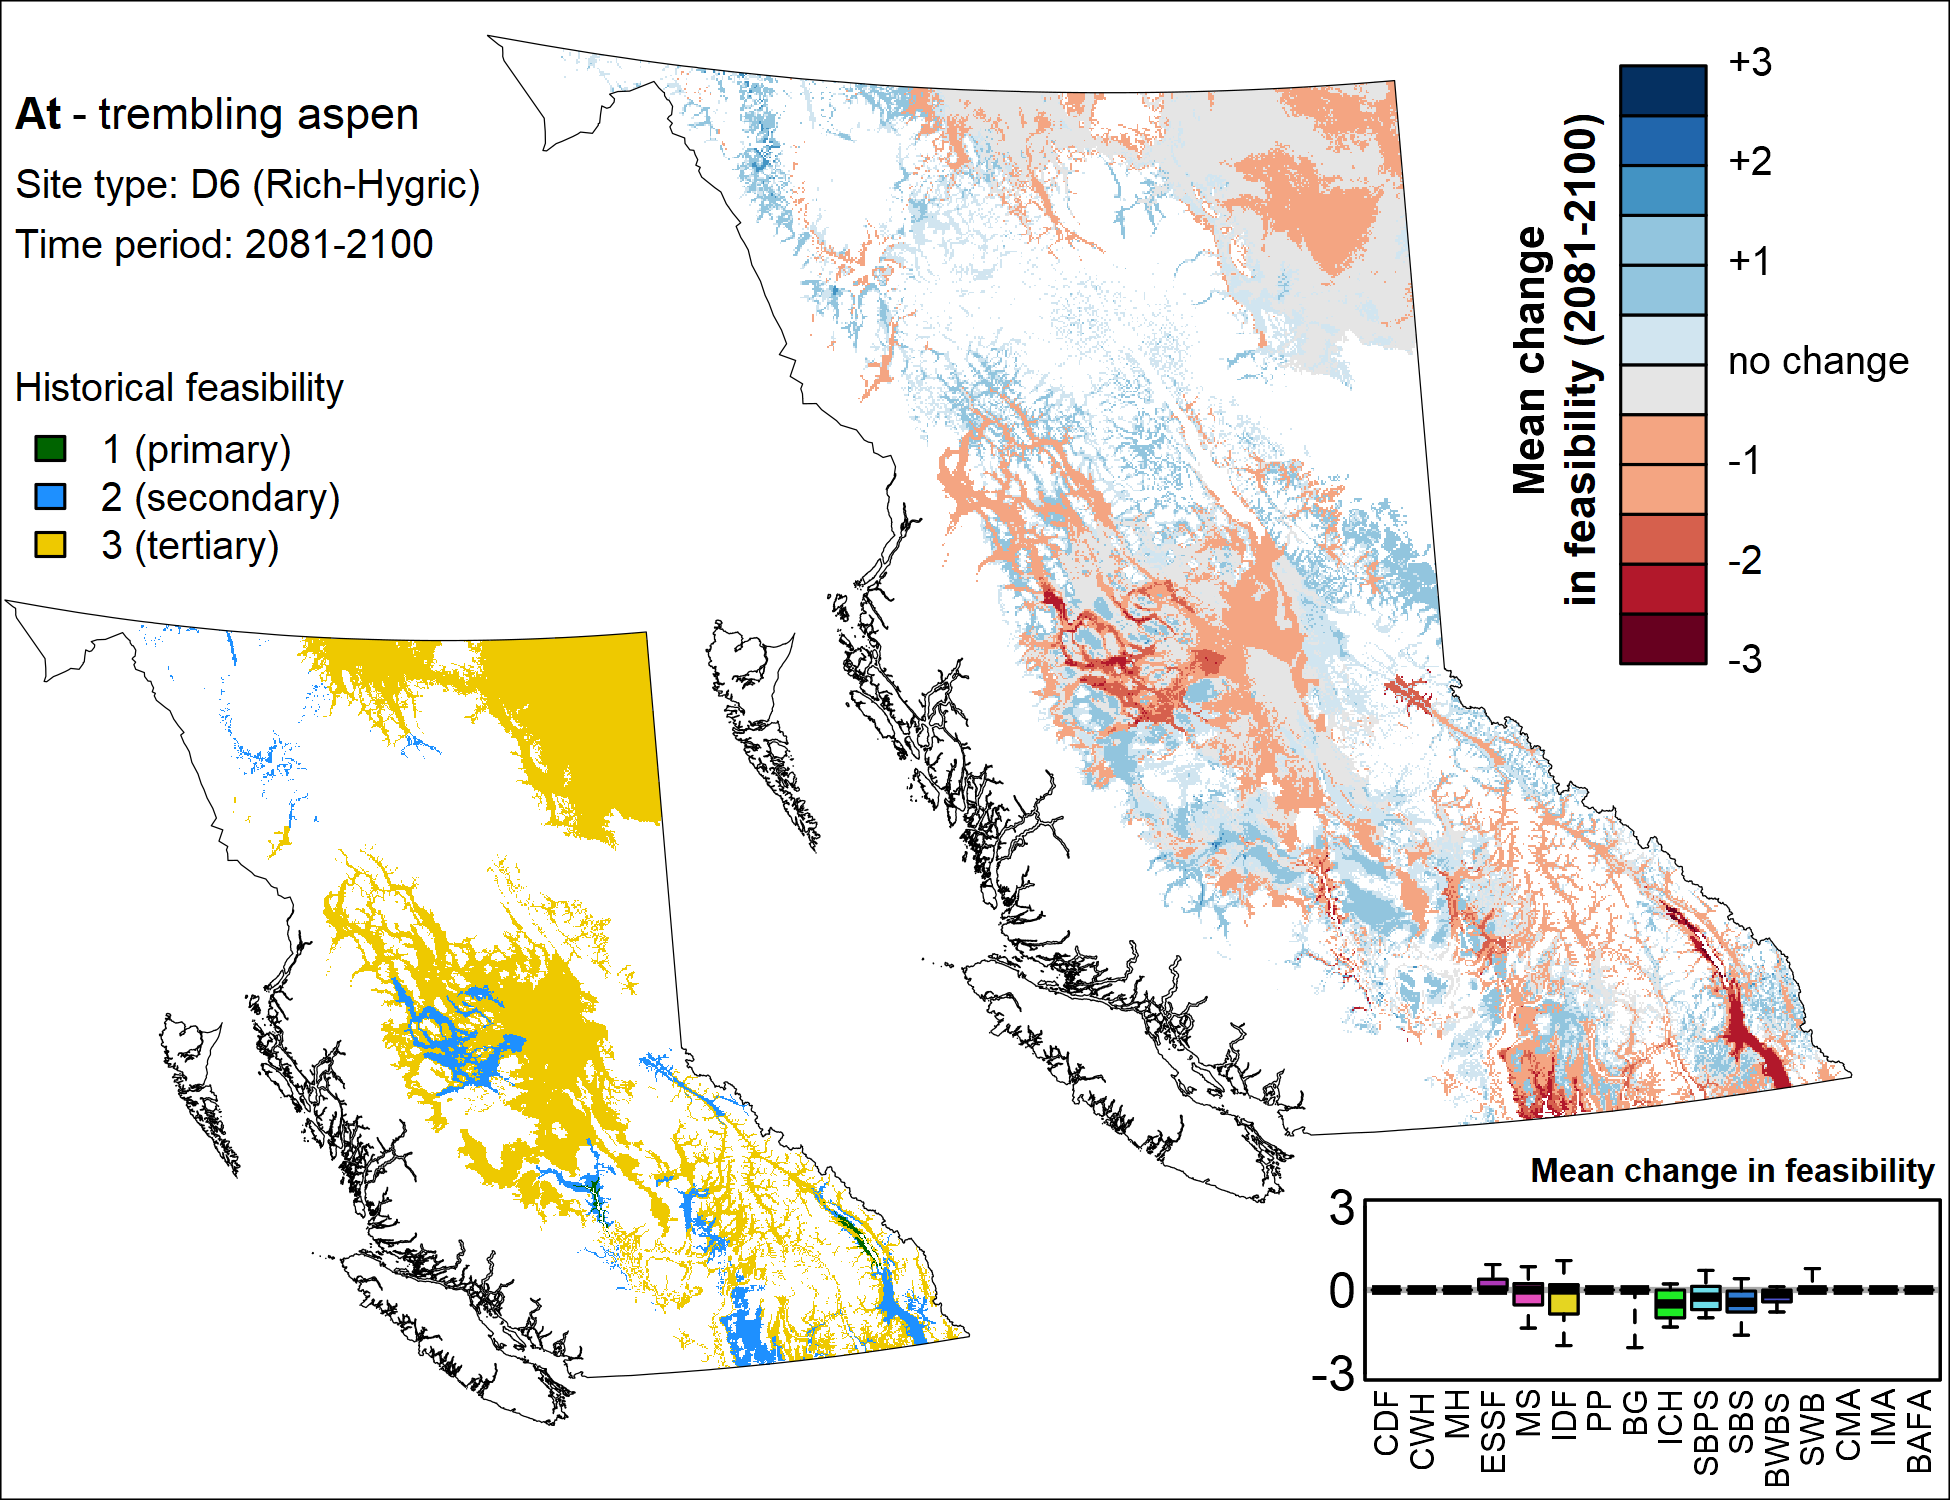 At - trembling aspen
Site type: D6 (Rich-Hygric)
Time period: 2081-2100
Historical feasibility
1 (primary)
2 (secondary)
3 (tertiary)
Mean change
in feasibility (2081-2100)
+3
+2
+1
no change
-1
-2
-3
Mean change in feasibility
3
0
-3
CDF
CWH
MH
ESSF
MS
IDF
PP
BG
ICH
SBPS
SBS
BWBS
SWB
CMA
IMA
BAFA